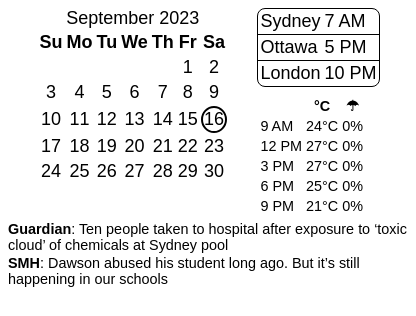 September 2023
Su Mo Tu We Th Fr Sa
1 2
3 4 5 6 7 8 9
10 11 12 13 14 15 16
17 18 19 20 21 22 23
24 25 26 27 28 29 30
Sydney 7 AM
Ottawa 5 PM
London 10 PM
°C ☂
9 AM 24°C 0%
12 PM 27°C 0%
3 PM 27°C 0%
6 PM 25°C 0%
9 PM 21°C 0%
Guardian: Ten people taken to hospital after exposure to ‘toxic
cloud’ of chemicals at Sydney pool
SMH: Dawson abused his student long ago. But it’s still
happening in our schools